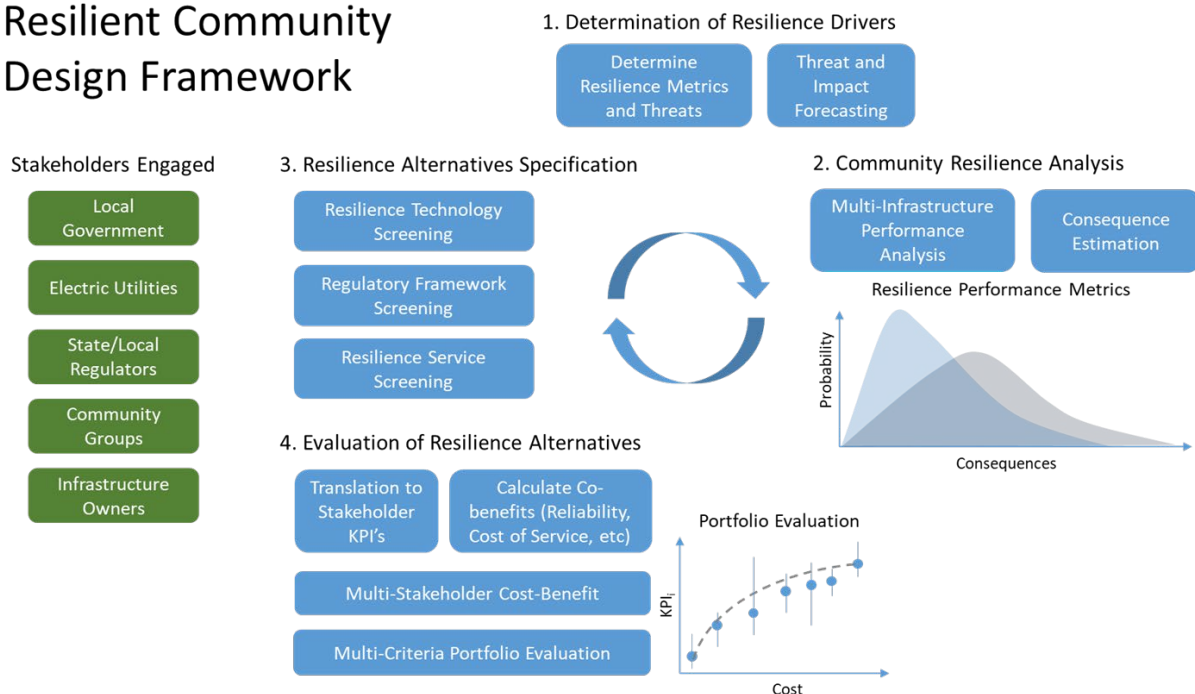 Resilient Community
Design Framework
1. Determination of Resilience Drivers
Determine
Resilience Metrics
and Threats
Threat and
Impact
Forecasting
Stakeholders Engaged
Local
Government
Electric Utilities
State/Local
Regulators
Community
Groups
Infrastructure
Owners
3. Resilience Alternatives Specification
Resilience Technology
Screening
Regulatory Framework
Screening
Resilience Service
Screening
2. Community Resilience Analysis
Multi-Infrastructure
Performance
Analysis
Consequence
Estimation
Resilience Performance Metrics
Probability
Consequences
4. Evaluation of Resilience Alternatives
Translation to
Stakeholder
KPI's
Calculate Co-
benefits (Reliability,
Cost of Service, etc)
Multi-Stakeholder Cost-Benefit
Multi-Criteria Portfolio Evaluation
Portfolio Evaluation
KPIi
Cost